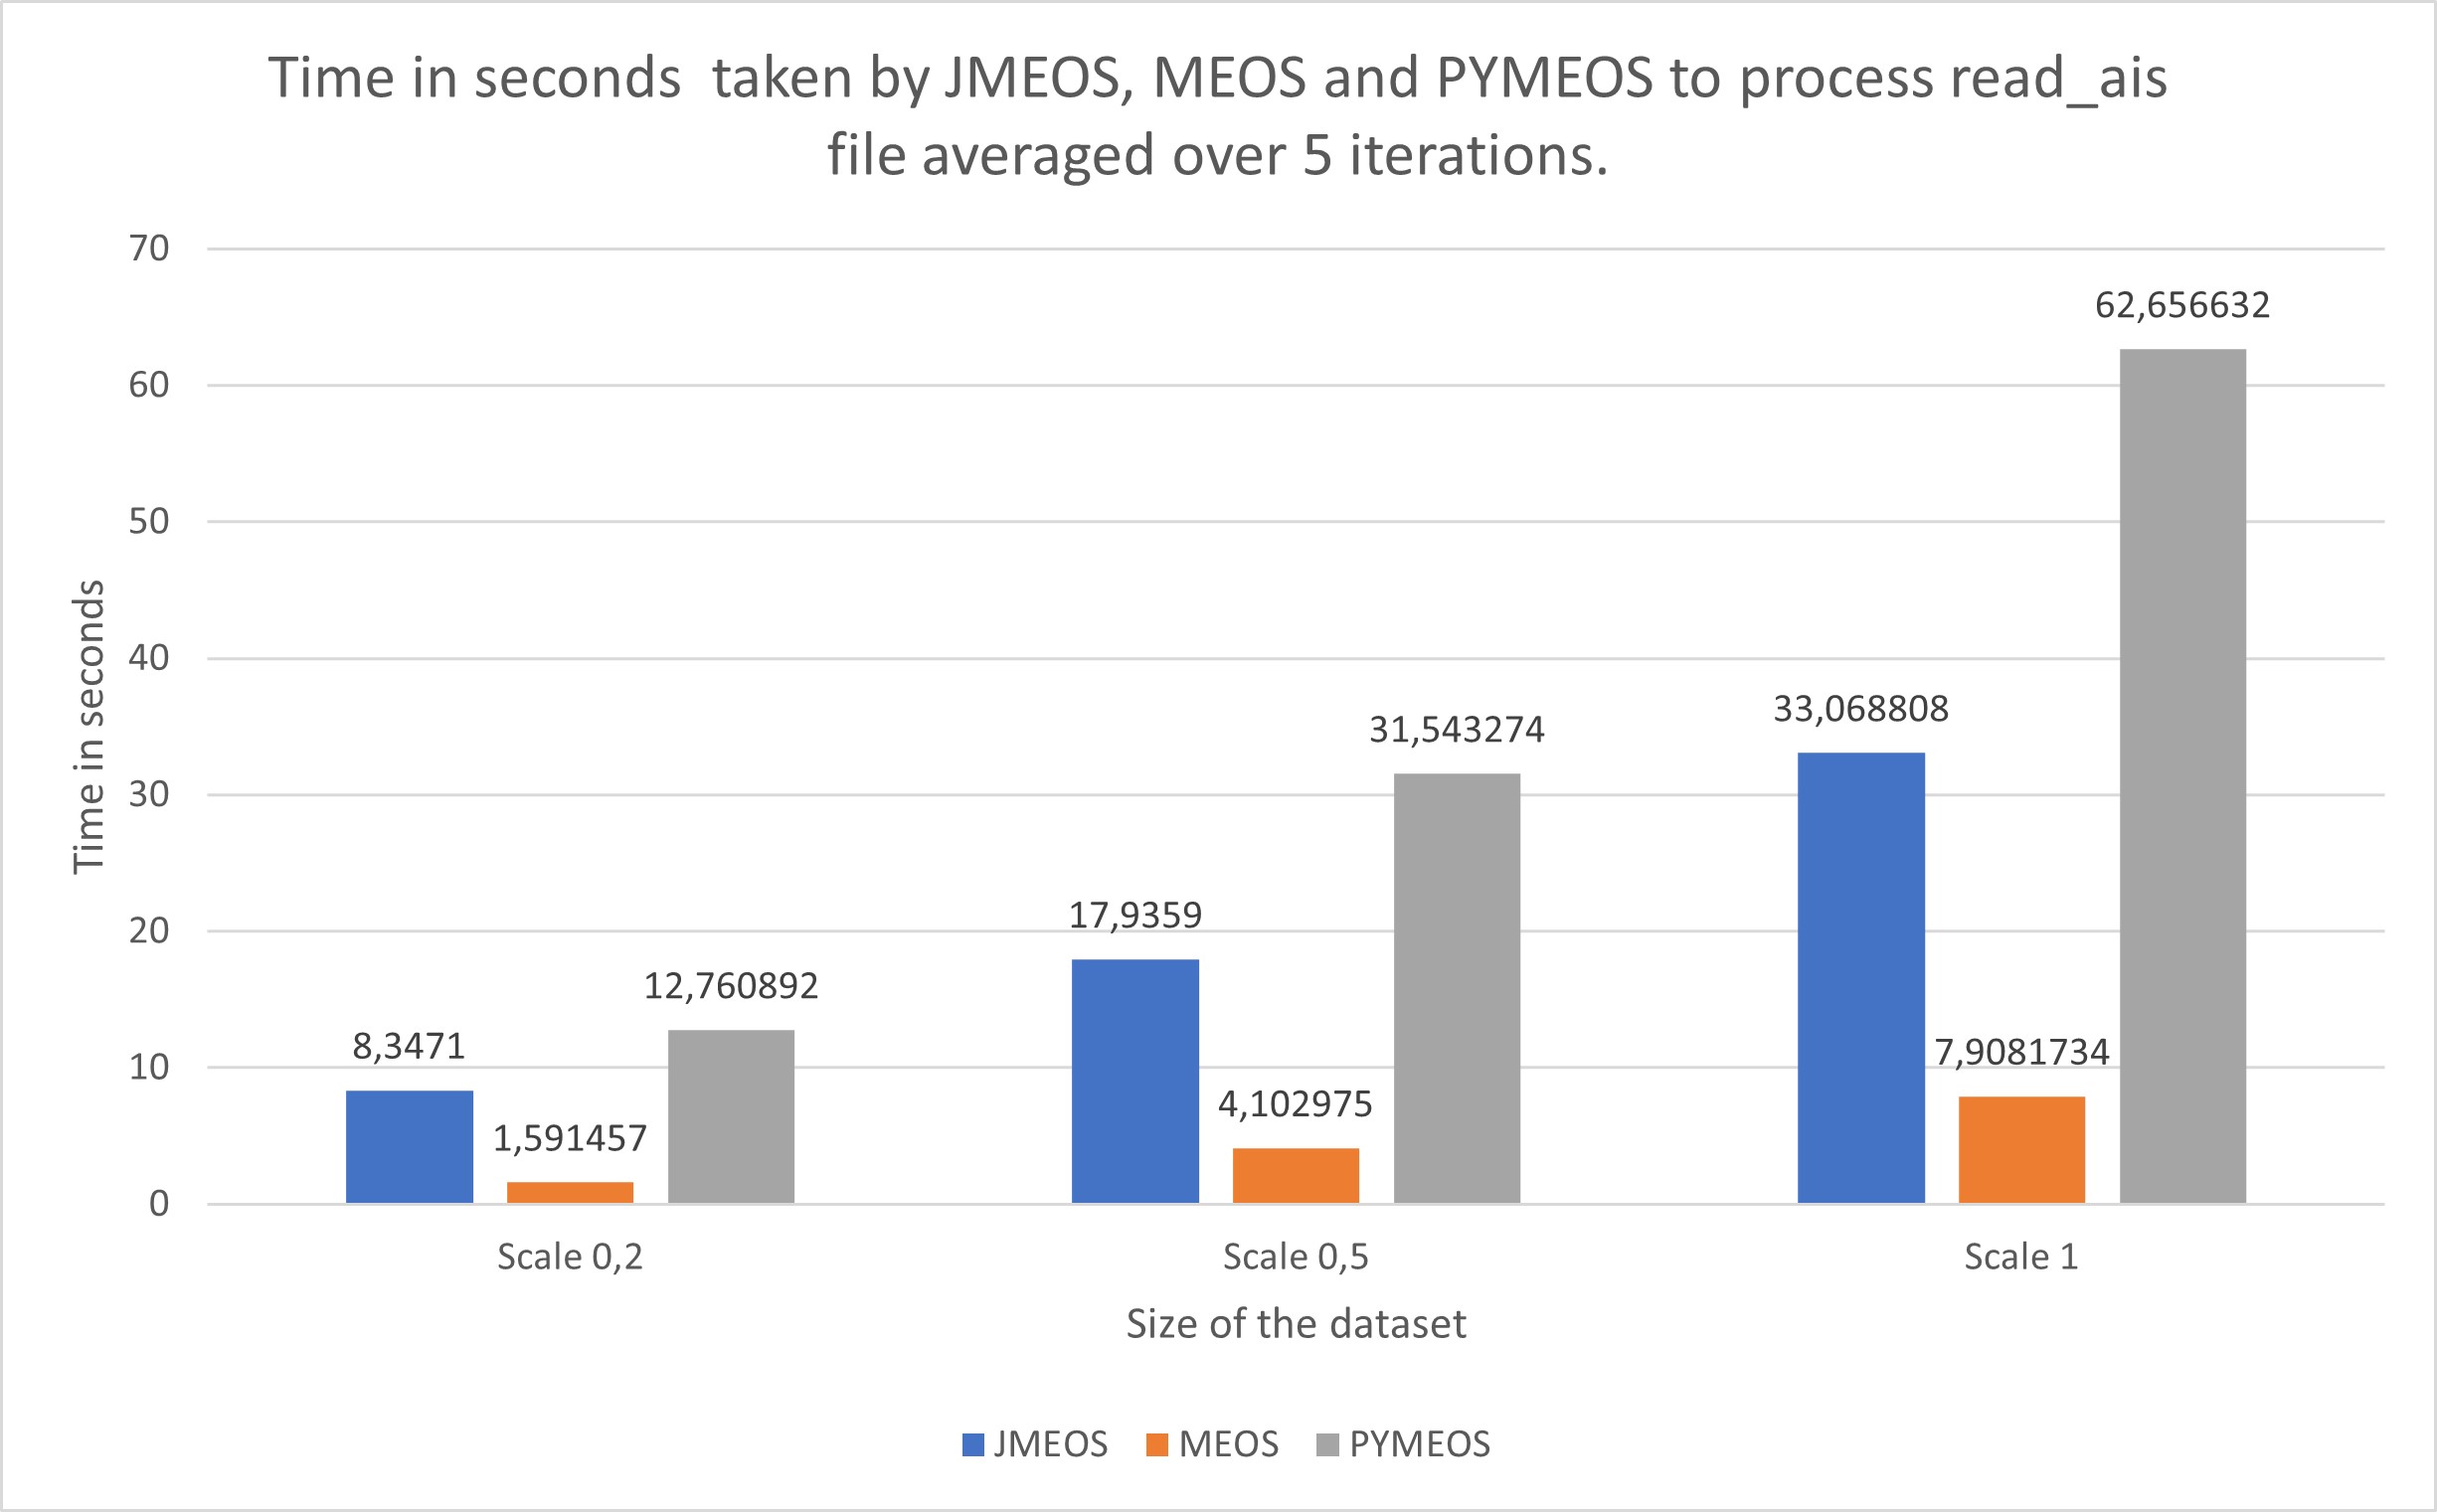 Time in seconds  taken by JMEOS, MEOS and PYMEOS to process read_ais
file averaged over 5 iterations.
70
60
50
40
30
20
10
0
Time in seconds
8,3471
1,591457
12,760892
17,9359
4,102975
31,543274
33,068808
7,9081734
62,656632
Scale 0,2
Scale 0,5
Scale 1
Size of the dataset
JMEOS
MEOS
PYMEOS